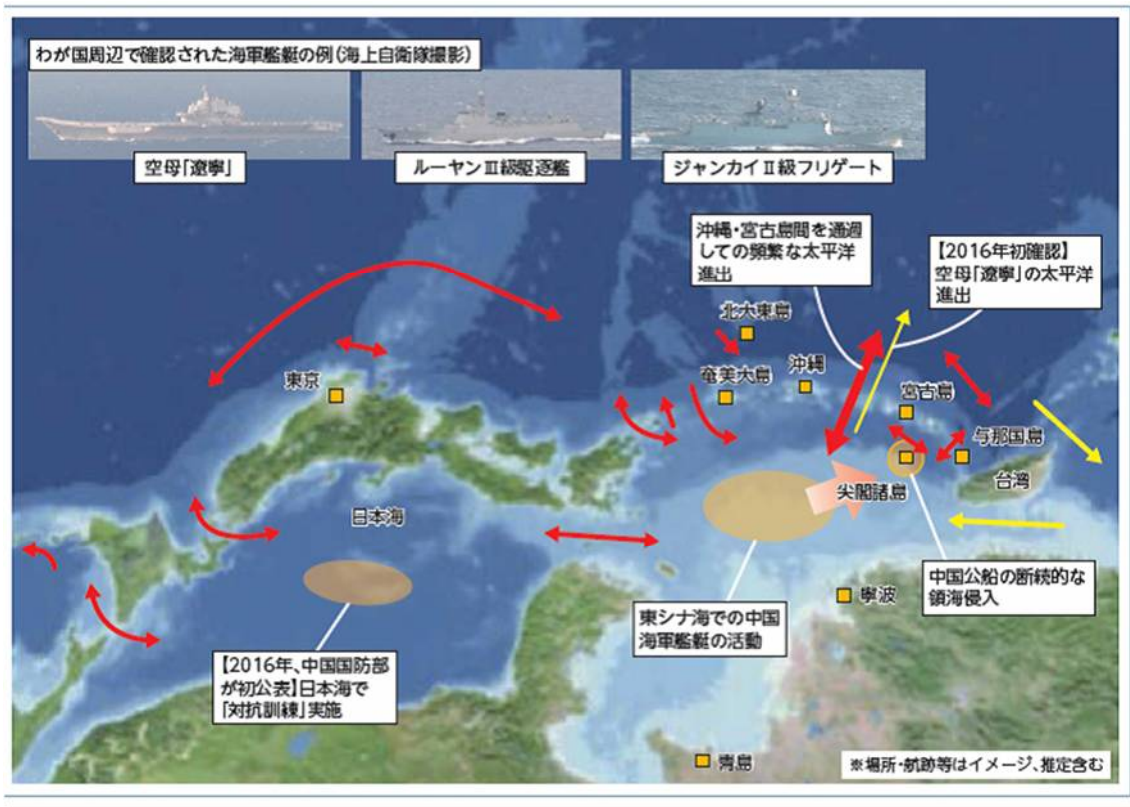 わが国周辺で確認された海軍艦艇の例(海上自衛隊撮影)
空母「遼寧」
ルーヤンⅢ級駆逐艦
ジャンカイⅡ級フリゲート
沖縄・宮古島間を通過
しての頻繁な太平洋
進出
【2016年初確認】
空母「遼寧」の太平洋
進出
北大東島
奄美大島
沖縄
宮古島
与那国島
東京
台湾
尖閣諸島
日本海
中国公船の断続的な
領海侵入
寧波
東シナ海での中国
海軍艦艇の活動
【2016年、中国国防部
が初公表】日本海で
「対抗訓練」実施
青島
※場所・航跡等はイメージ、推定含む